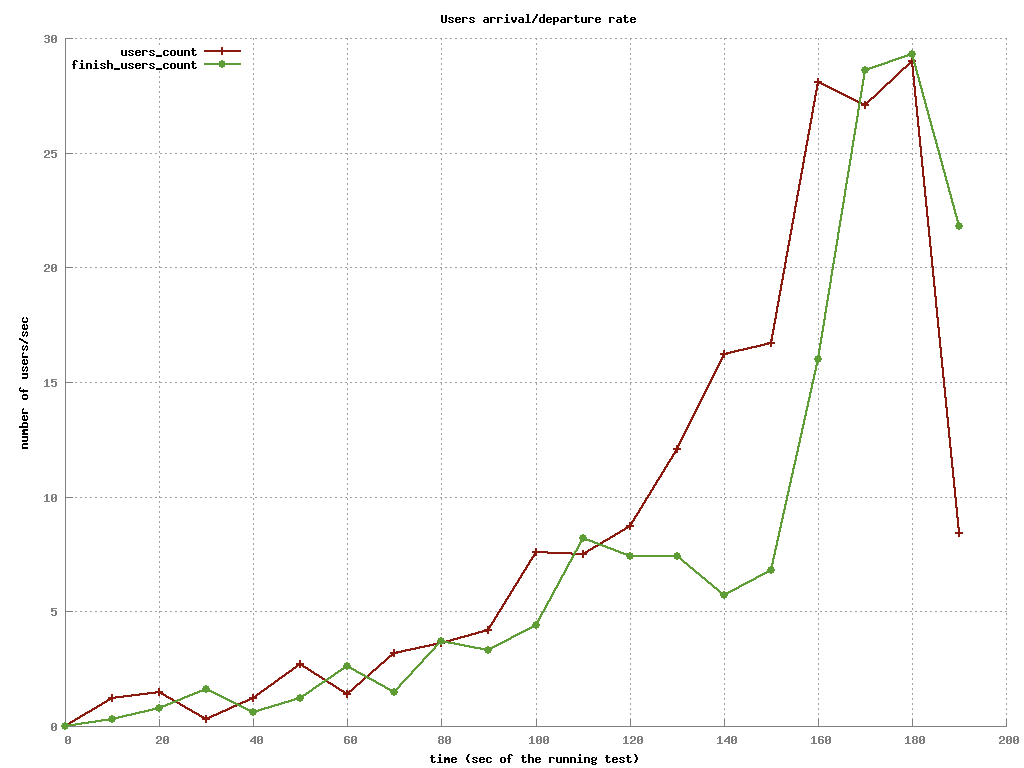 Users arrival/departure rate
users_count
finish_users_count
30
25
20
15
10
5
0
number of users/sec
0 20 40 60 80 100 120 140 160 180 200
time (sec of the running test)